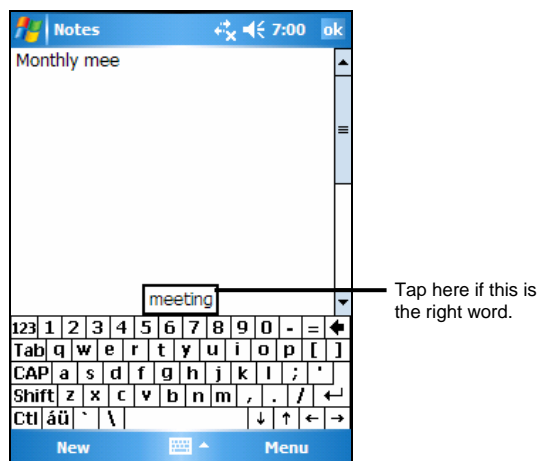 Notes 7:00 ok
Monthly mee
meeting
Tap here if this is
the right word.
123 1 2 3 4 5 6 7 8 9 0 - =
Tab q w e r t y u i o p [ ]
CAP a s d f g h j k l ; '
Shift z x c v b n m , . /
Ctl áü ` \
New Menu